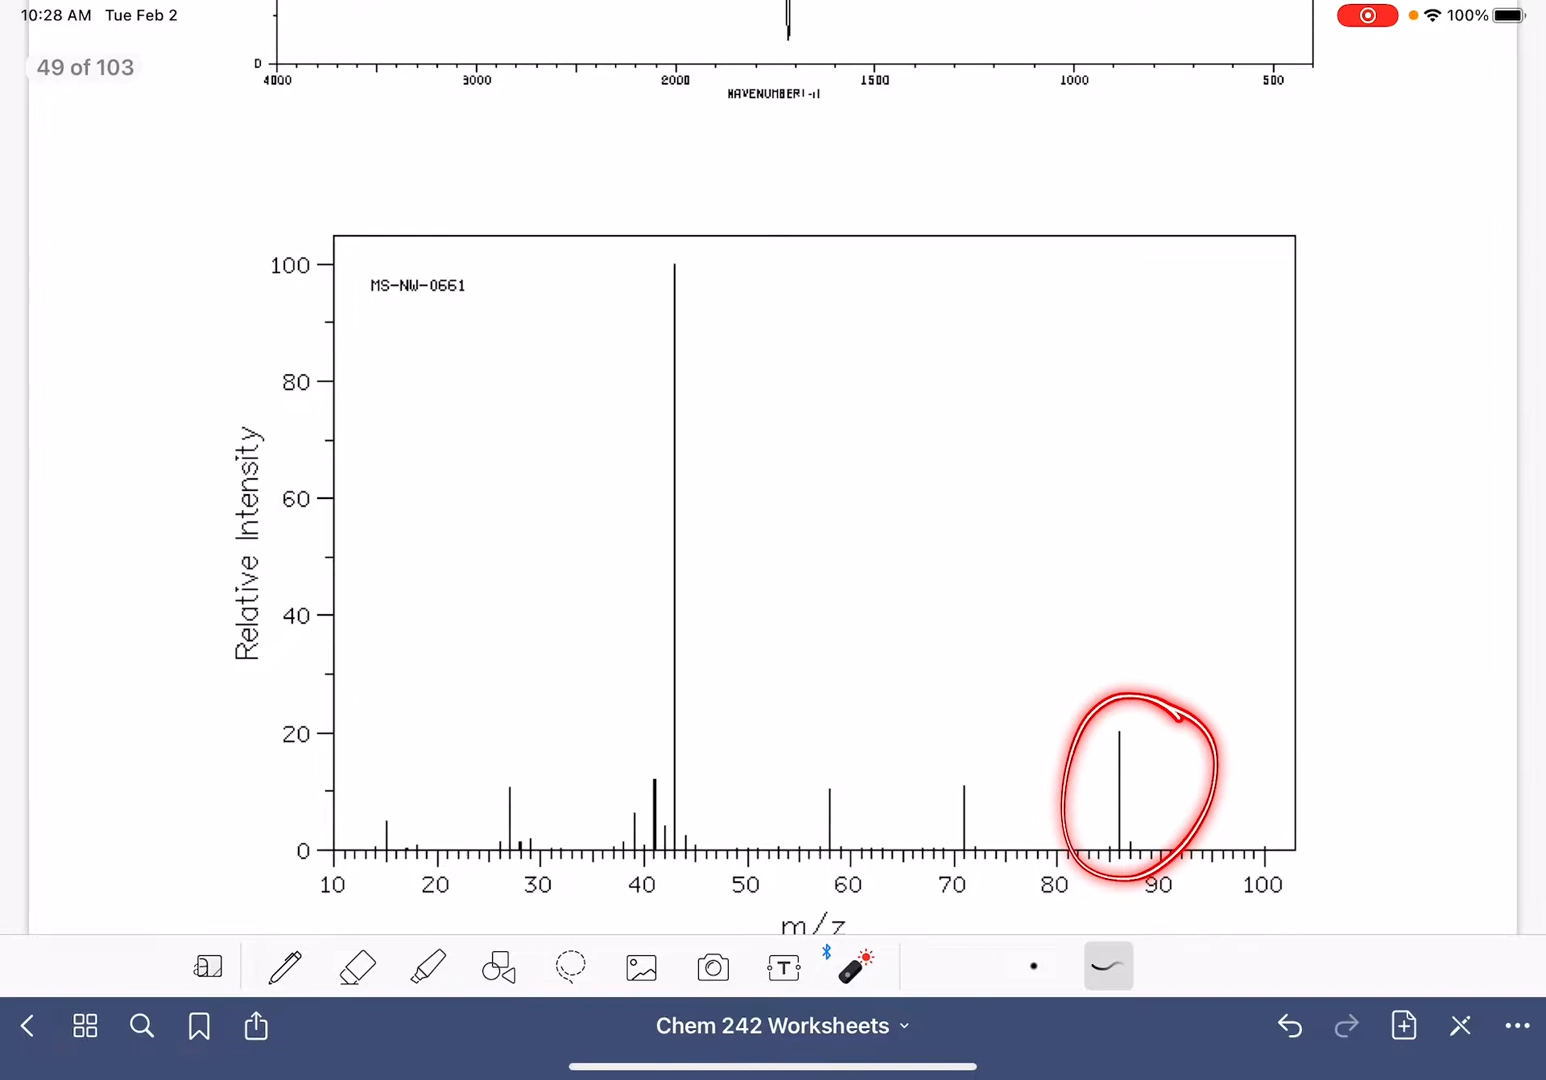 10:28 AM Tue Feb 2
100%
49 of 103
D
4000 3000 2000 1500 1000 500
MS-NW-0661
100
80
60
40
20
0
Relative Intensity
10 20 30 40 50 60 70 80 90 100
m/z
T
Chem 242 Worksheets